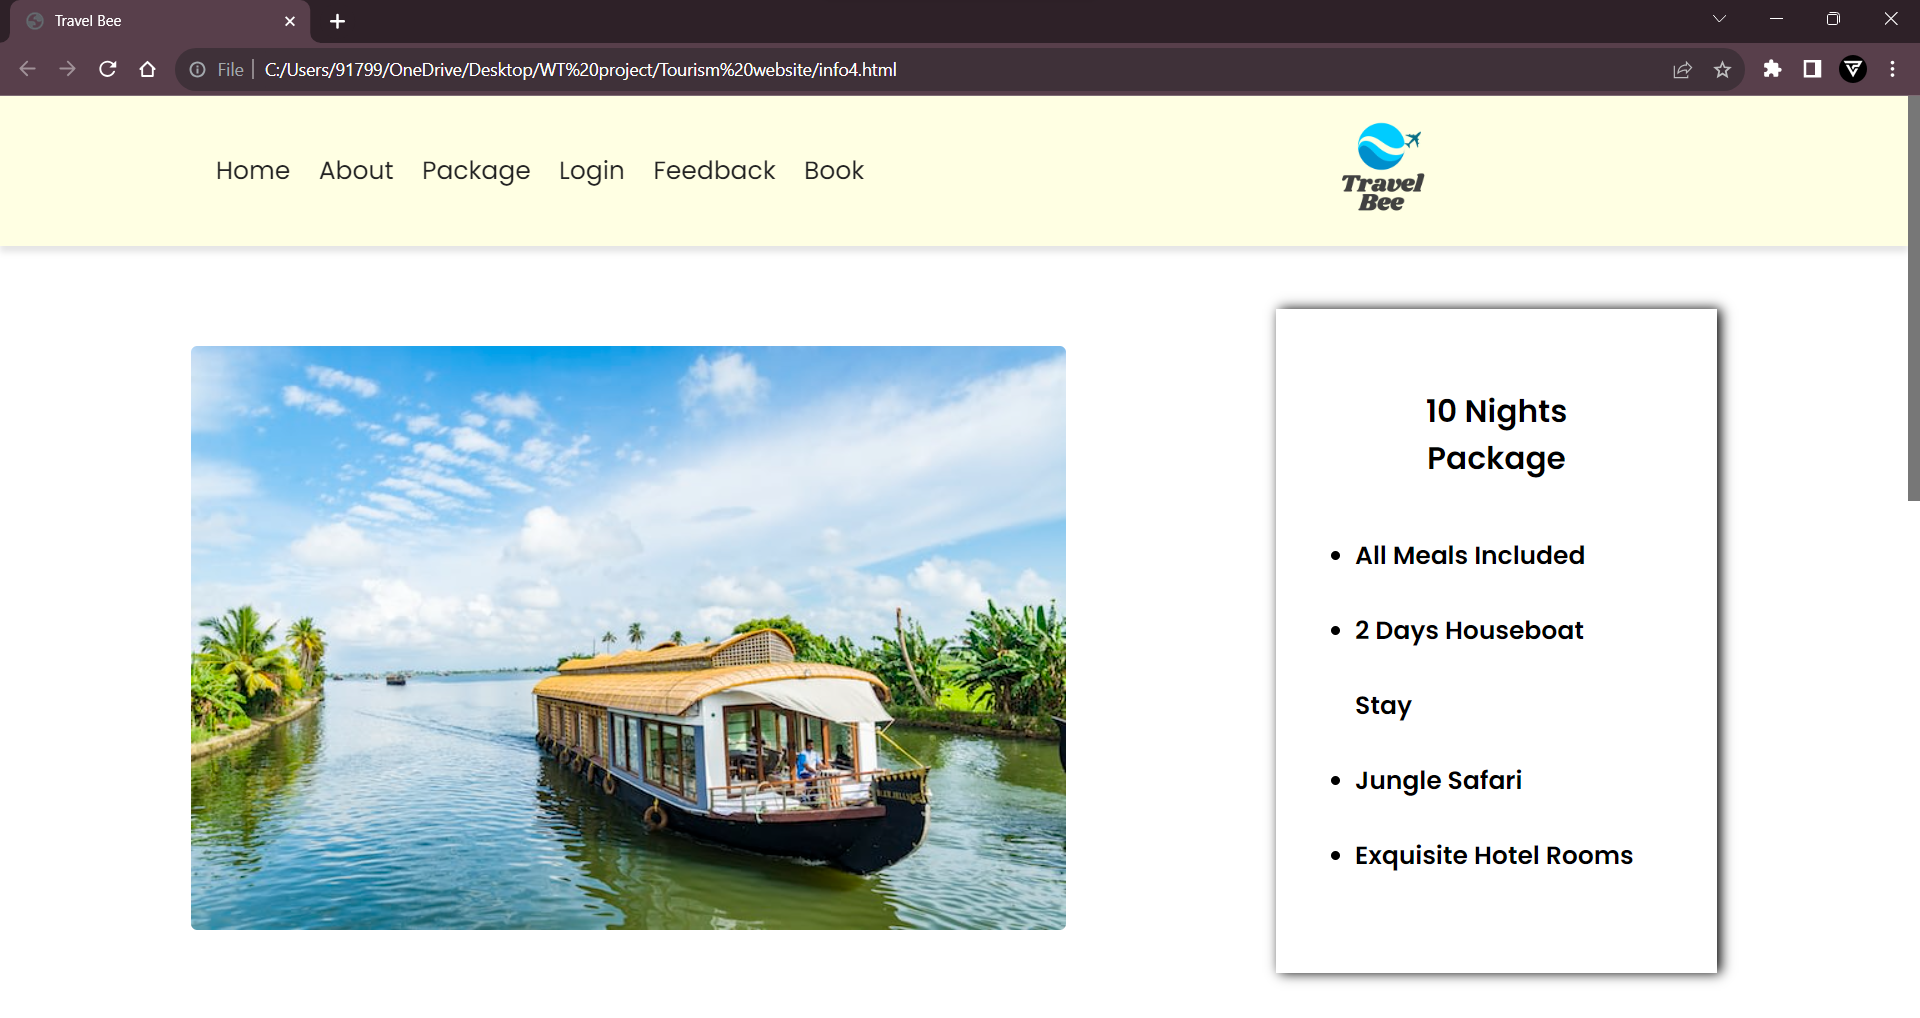 Travel Bee
File
C:/Users/91799/OneDrive/Desktop/WT%20project/Tourism%20website/info4.html
Home About Package Login Feedback Book
Travel
Bee
10 Nights
Package
All Meals Included
2 Days Houseboat
Stay
Jungle Safari
Exquisite Hotel Rooms